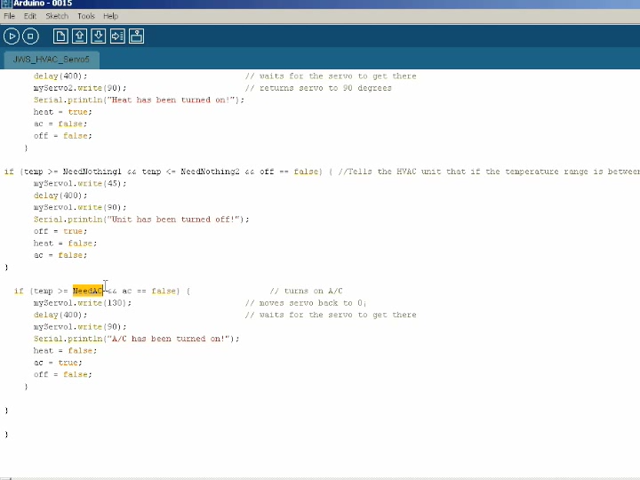 Arduino - 0015
File Edit Sketch Tools Help
JWS_HVAC_Servo5
delay(400); // waits for the servo to get there
myServo2.write(90); // returns servo to 90 degrees
Serial.println("Heat has been turned on!");
heat = true;
ac = false;
off = false;
}
if (temp >= NeedNothing1 && temp <= NeedNothing2 && off == false) { //Tells the HVAC unit that if the temperature range is between
myServo1.write(45);
delay(400);
myServo1.write(90);
Serial.println("Unit has been turned off!");
off = true;
heat = false;
ac = false;
}
if (temp >= NeedAC && ac == false) { // turns on A/C
myServo1.write(130); // moves servo back to 0;
delay(400); // waits for the servo to get there
myServo1.write(90);
Serial.println("A/C has been turned on!");
heat = false;
ac = true;
off = false;
}
}
}